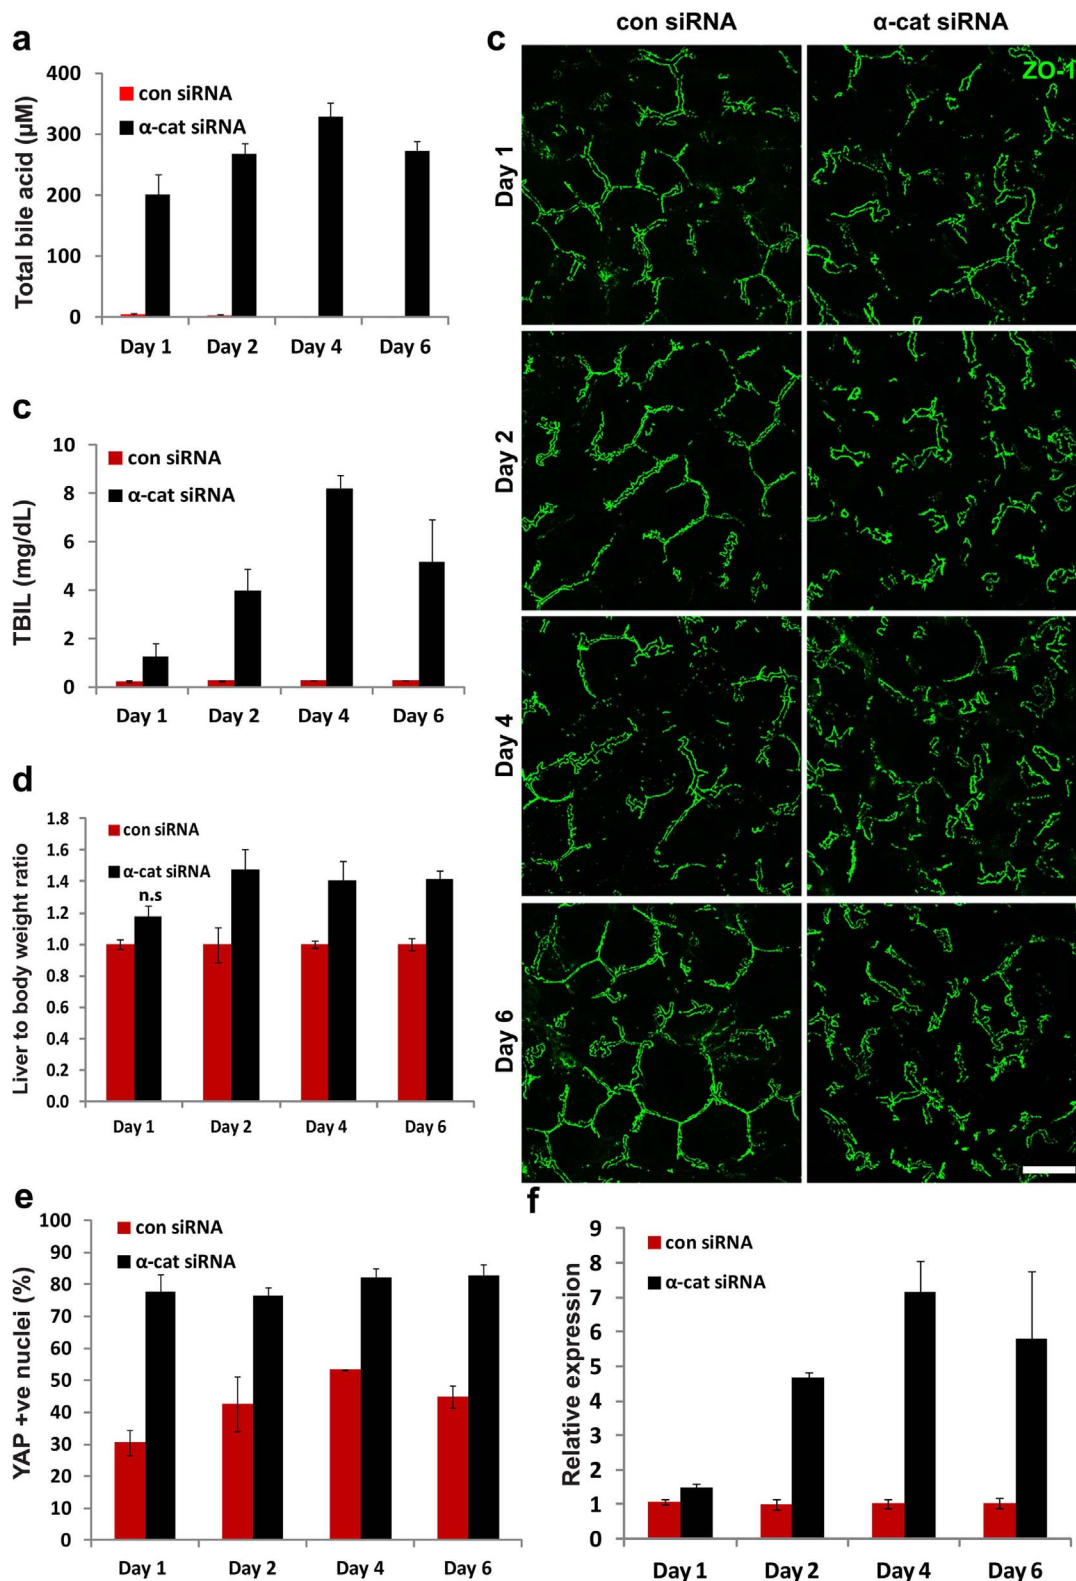 a
400
300
200
100
0
Total bile acid (µM)
con siRNA
α-cat siRNA
Day 1 Day 2 Day 4 Day 6
c
10
8
6
4
2
0
TBIL (mg/dL)
con siRNA
α-cat siRNA
Day 1 Day 2 Day 4 Day 6
d
1.8
1.6
1.4
1.2
1.0
0.8
0.6
0.4
0.2
0.0
Liver to body weight ratio
con siRNA
α-cat siRNA
n.s
Day 1 Day 2 Day 4 Day 6
c
con siRNA α-cat siRNA
ZO-1
Day 1
Day 2
Day 4
Day 6
e
100
90
80
70
60
50
40
30
20
10
0
YAP +ve nuclei (%)
con siRNA
α-cat siRNA
Day 1 Day 2 Day 4 Day 6
f
9
8
7
6
5
4
3
2
1
0
Relative expression
con siRNA
α-cat siRNA
Day 1 Day 2 Day 4 Day 6